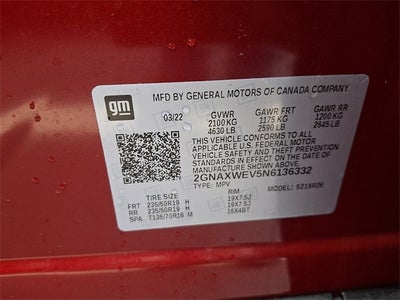 gm
MFD BY GENERAL MOTORS OF CANADA COMPANY
03/22 GVWR GAWR FRT GAWR RR
2100 KG 1175 KG 1200 KG
4630 LB 2590 LB 2645 LB
THIS VEHICLE CONFORMS TO ALL
APPLICABLE U.S. FEDERAL MOTOR
VEHICLE SAFETY AND THEFT
PREVENTION STANDARDS IN EFFECT
ON THE DATE OF MANUFACTURE
SHOWN ABOVE.
2GNAXWEV5N6136332
TYPE: MPV MODEL: 521XR26
TIRE SIZE RIM
FRT 235/50R19 H 19X7.5J
RR 235/50R19 H 19X7.5J
SPA T135/70R16 M 16X4BT